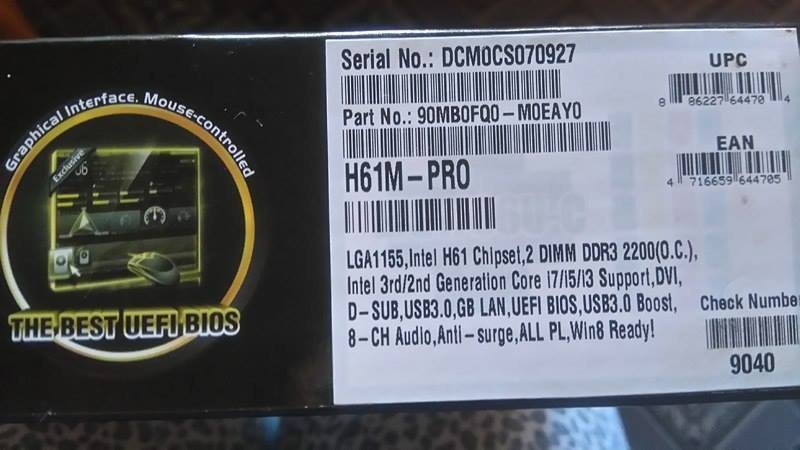 Graphical Interface. Mouse-controlled
Exclusive
THE BEST UEFI BIOS
Serial No.: DCM0CS070927
Part No.: 90MB0FQ0-M0EAY0
H61M-PRO
LGA1155,Intel H61 Chipset,2 DIMM DDR3 2200(O.C.),
Intel 3rd/2nd Generation Core I7/I5/I3 Support,DVI,
D-SUB,USB3.0,GB LAN,UEFI BIOS,USB3.0 Boost,
8-CH Audio,Anti-surge,ALL PL,Win8 Ready!
UPC
8 86227 64470 4
EAN
4 716659 644705
Check Numbe
9040